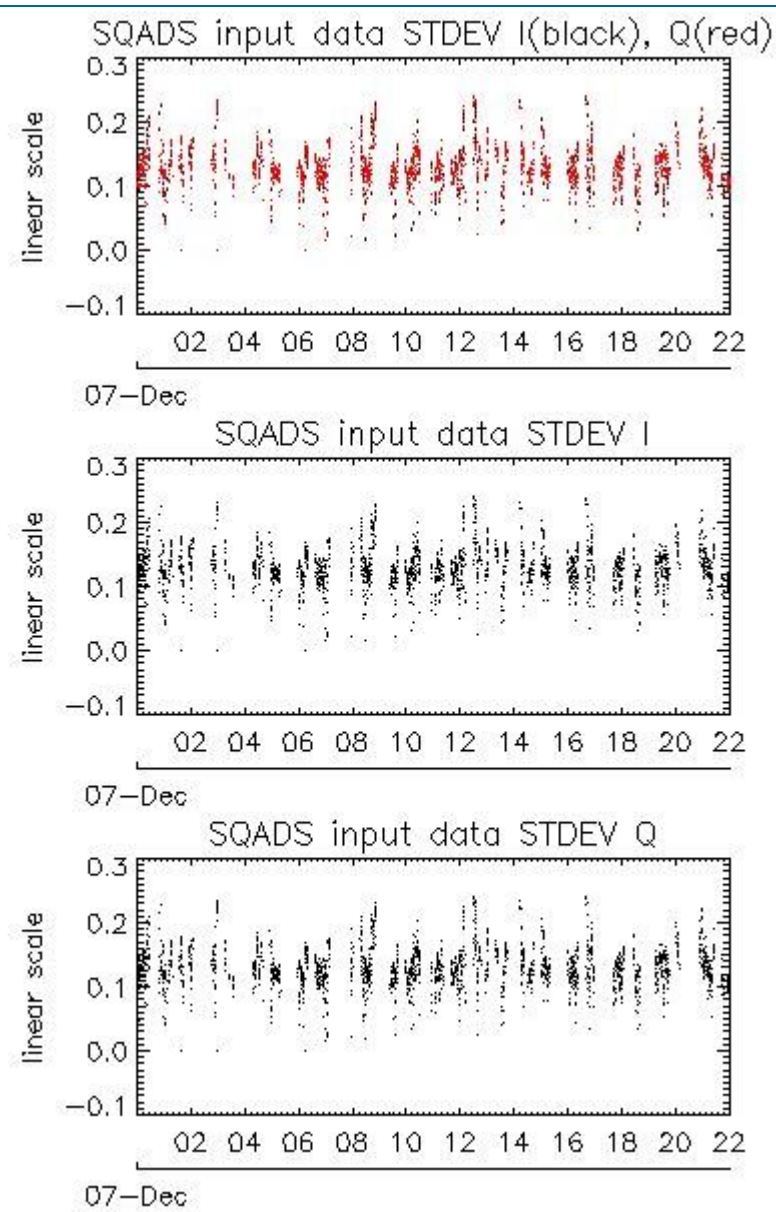 SQADS input data STDEV I(black), Q(red)
0.3
0.2
0.1
0.0
−0.1
linear scale
02 04 06 08 10 12 14 16 18 20 22
07−Dec
SQADS input data STDEV I
0.3
0.2
0.1
0.0
−0.1
linear scale
02 04 06 08 10 12 14 16 18 20 22
07−Dec
SQADS input data STDEV Q
0.3
0.2
0.1
0.0
−0.1
linear scale
02 04 06 08 10 12 14 16 18 20 22
07−Dec